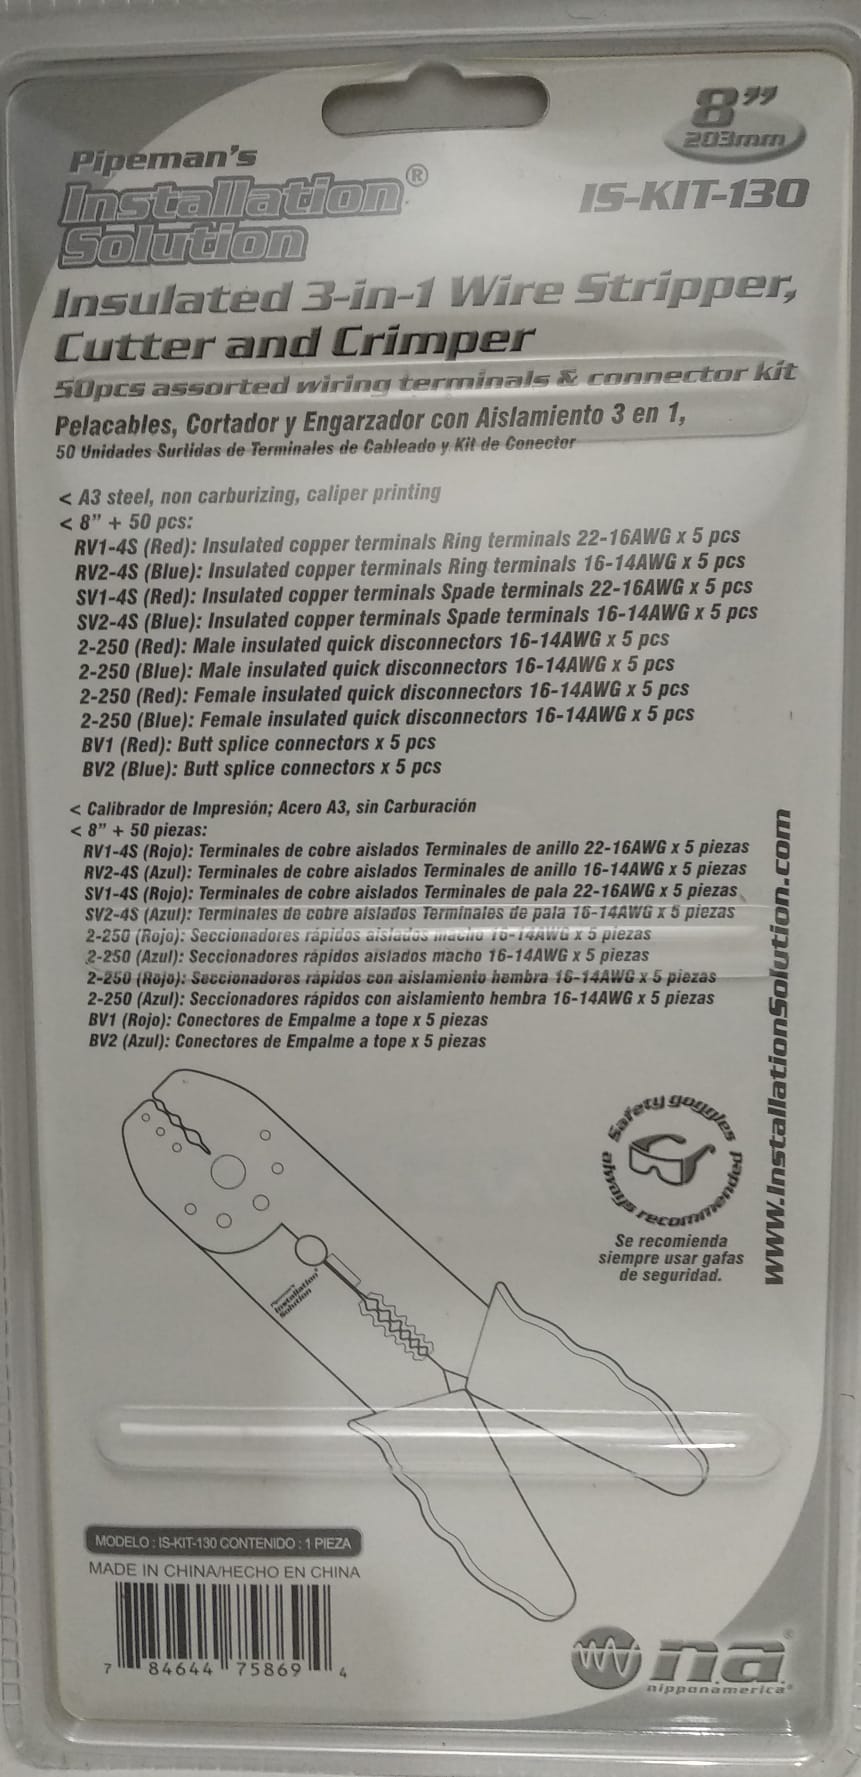 8”
203mm
Pipeman's
Installation®
Solution
IS-KIT-130
Insulated 3-in-1 Wire Stripper,
Cutter and Crimper
50pcs assorted wiring terminals & connector kit
Pelacables, Cortador y Engarzador con Aislamiento 3 en 1,
50 Unidades Surtidas de Terminales de Cableado y Kit de Conector
< A3 steel, non carburizing, caliper printing
< 8” + 50 pcs:
RV1-4S (Red): Insulated copper terminals Ring terminals 22-16AWG x 5 pcs
RV2-4S (Blue): Insulated copper terminals Ring terminals 16-14AWG x 5 pcs
SV1-4S (Red): Insulated copper terminals Spade terminals 22-16AWG x 5 pcs
SV2-4S (Blue): Insulated copper terminals Spade terminals 16-14AWG x 5 pcs
2-250 (Red): Male insulated quick disconnectors 16-14AWG x 5 pcs
2-250 (Blue): Male insulated quick disconnectors 16-14AWG x 5 pcs
2-250 (Red): Female insulated quick disconnectors 16-14AWG x 5 pcs
2-250 (Blue): Female insulated quick disconnectors 16-14AWG x 5 pcs
BV1 (Red): Butt splice connectors x 5 pcs
BV2 (Blue): Butt splice connectors x 5 pcs
< Calibrador de Impresión; Acero A3, sin Carburación
< 8” + 50 piezas:
RV1-4S (Rojo): Terminales de cobre aislados Terminales de anillo 22-16AWG x 5 piezas
RV2-4S (Azul): Terminales de cobre aislados Terminales de anillo 16-14AWG x 5 piezas
SV1-4S (Rojo): Terminales de cobre aislados Terminales de pala 22-16AWG x 5 piezas
SV2-4S (Azul): Terminales de cobre aislados Terminales de pala 16-14AWG x 5 piezas
2-250 (Rojo): Seccionadores rápidos aislados macho 16-14AWG x 5 piezas
2-250 (Azul): Seccionadores rápidos aislados macho 16-14AWG x 5 piezas
2-250 (Rojo): Seccionadores rápidos con aislamiento hembra 16-14AWG x 5 piezas
2-250 (Azul): Seccionadores rápidos con aislamiento hembra 16-14AWG x 5 piezas
BV1 (Rojo): Conectores de Empalme a tope x 5 piezas
BV2 (Azul): Conectores de Empalme a tope x 5 piezas
www.InstallationSolution.com
Safety goggles
always recommended
Se recomienda
siempre usar gafas
de seguridad.
Pipeman's
Installation
Solution
MODELO : IS-KIT-130 CONTENIDO : 1 PIEZA
MADE IN CHINA/HECHO EN CHINA
7 84644 75869 4
n.a.®
nipponamerica®